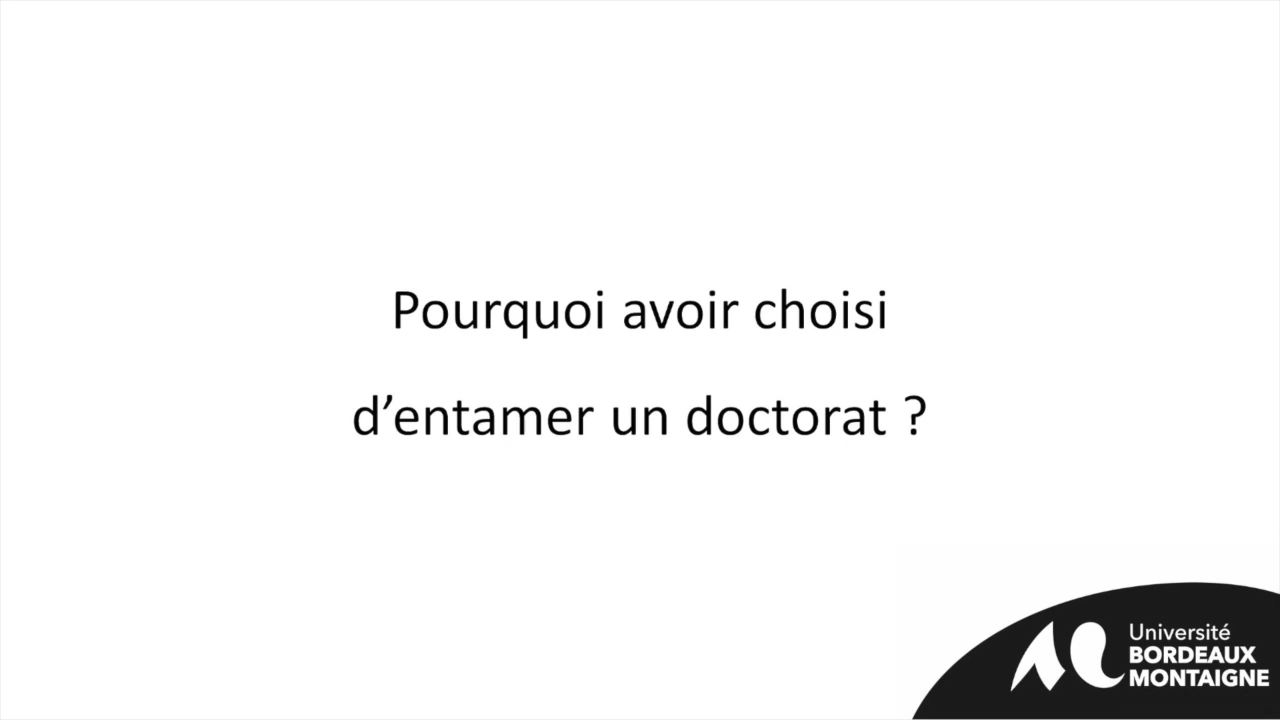 Pourquoi avoir choisi
d’entamer un doctorat ?
Université
BORDEAUX
MONTAIGNE